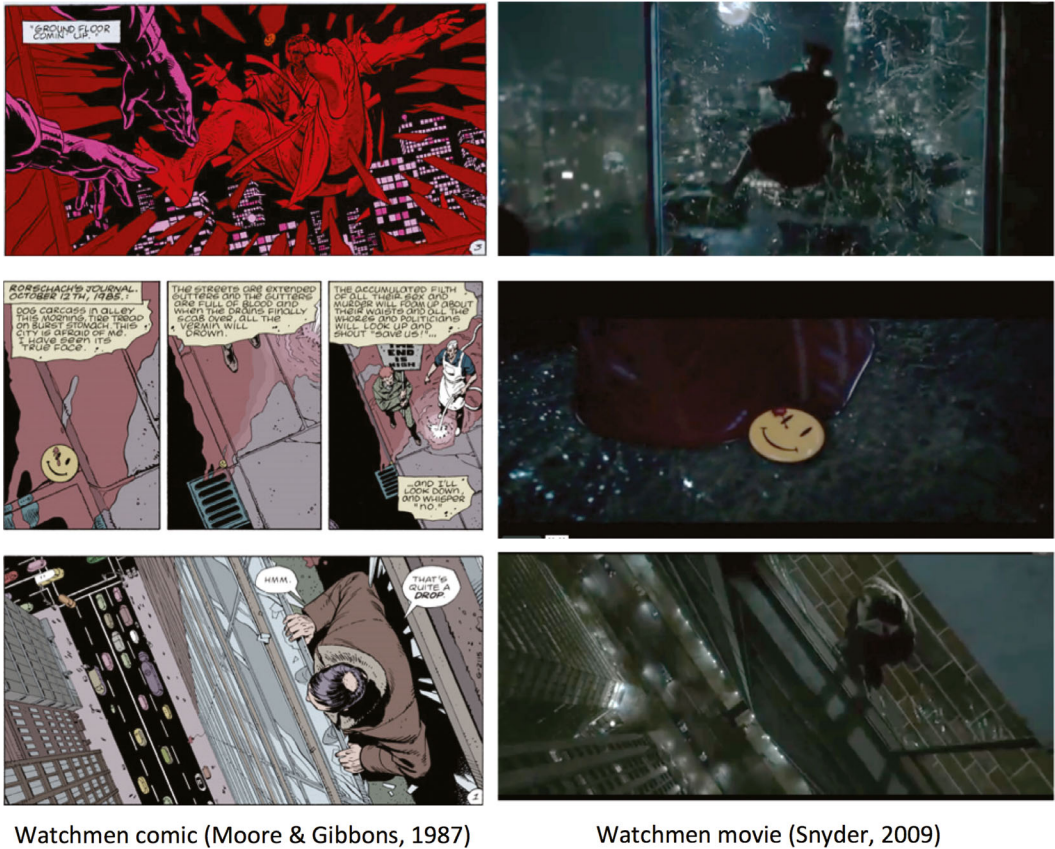 "GROUND FLOOR
COMIN' UP."
3
RORSCHACH'S JOURNAL.
OCTOBER 12TH, 1985.:
DOG CARCASS IN ALLEY
THIS MORNING, TIRE TREAD
ON BURST STOMACH. THIS
CITY IS AFRAID OF ME.
I HAVE SEEN ITS
TRUE FACE.
THE STREETS ARE EXTENDED
GUTTERS AND THE GUTTERS
ARE FULL OF BLOOD AND
WHEN THE DRAINS FINALLY
SCAB OVER, ALL THE
VERMIN WILL
DROWN.
THE ACCUMULATED FILTH
OF ALL THEIR SEX AND
MURDER WILL FOAM UP ABOUT
THEIR WAISTS AND ALL THE
WHORES AND POLITICIANS
WILL LOOK UP AND
SHOUT "SAVE US!"...
THE
END
IS
NIGH
...AND I'LL
LOOK DOWN,
AND WHISPER
"NO."
HMM.
THAT'S
QUITE A
DROP.
1
Watchmen comic (Moore & Gibbons, 1987)
Watchmen movie (Snyder, 2009)